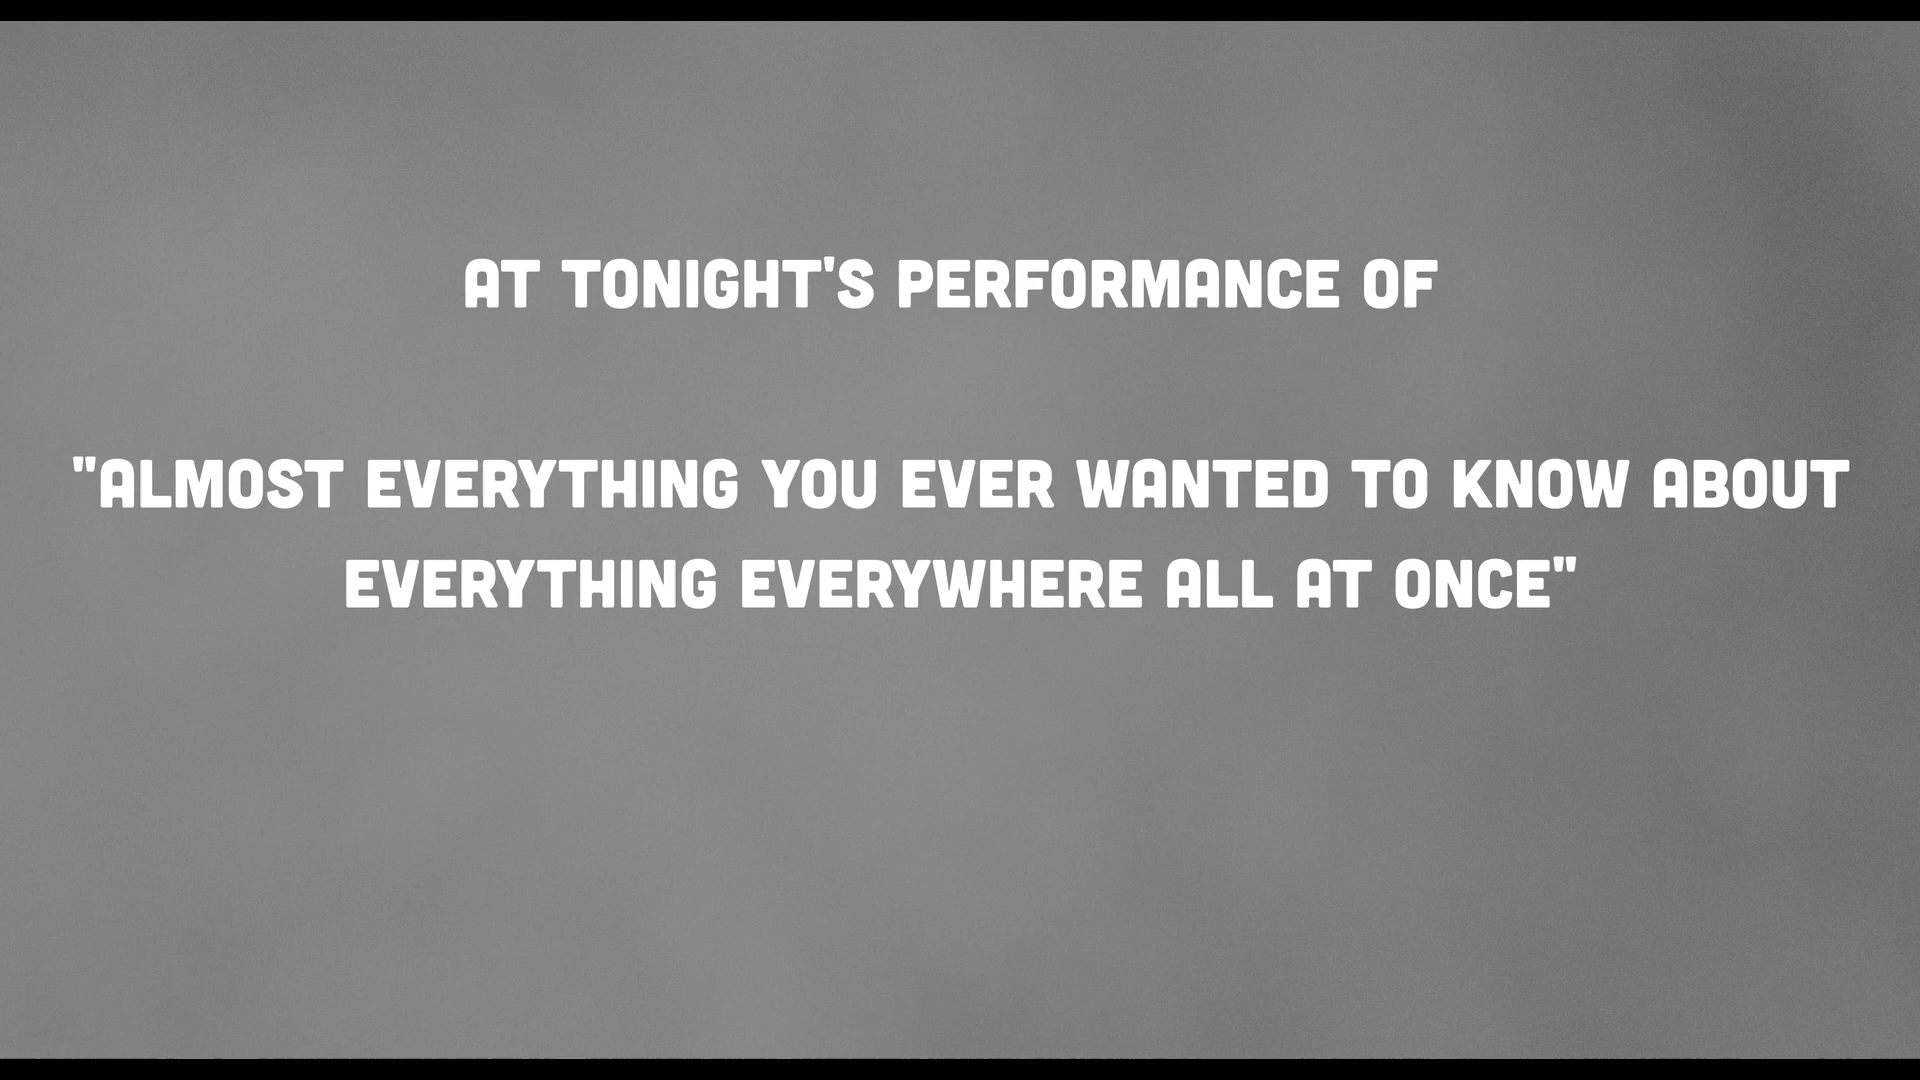 AT TONIGHT'S PERFORMANCE OF
"ALMOST EVERYTHING YOU EVER WANTED TO KNOW ABOUT
EVERYTHING EVERYWHERE ALL AT ONCE"